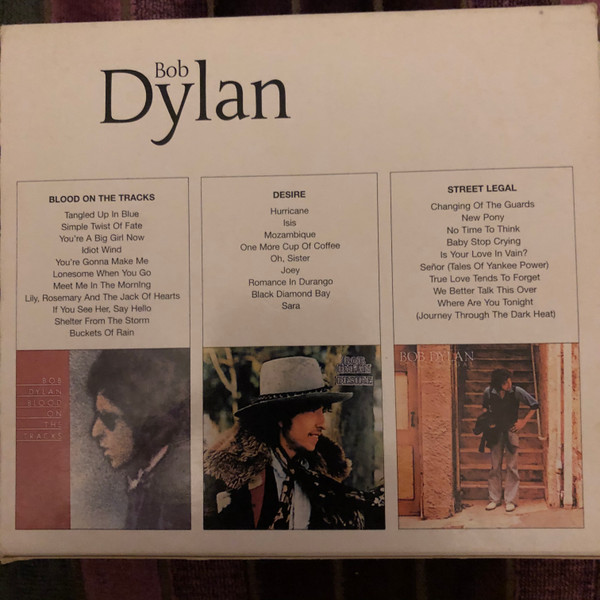 Bob
Dylan
BLOOD ON THE TRACKS
Tangled Up In Blue
Simple Twist Of Fate
You're A Big Girl Now
Idiot Wind
You're Gonna Make Me
Lonesome When You Go
Meet Me In The Morning
Lily, Rosemary And The Jack Of Hearts
If You See Her, Say Hello
Shelter From The Storm
Buckets Of Rain
BOB
DYLAN
BLOOD
ON
THE
TRACKS
DESIRE
Hurricane
Isis
Mozambique
One More Cup Of Coffee
Oh, Sister
Joey
Romance In Durango
Black Diamond Bay
Sara
BOB
DYLAN
DESIRE
STREET LEGAL
Changing Of The Guards
New Pony
No Time To Think
Baby Stop Crying
Is Your Love In Vain?
Señor (Tales Of Yankee Power)
True Love Tends To Forget
We Better Talk This Over
Where Are You Tonight
(Journey Through The Dark Heat)
BOB DYLAN